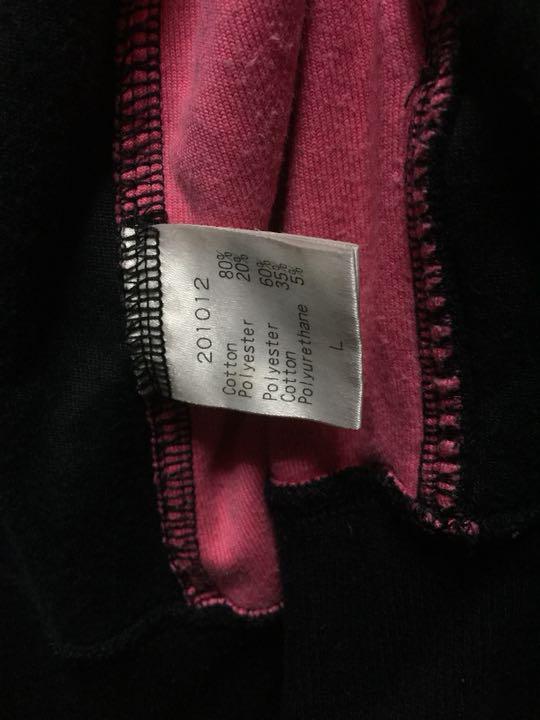 201012
Cotton 80%
Polyester 20%
Polyester 60%
Cotton 35%
Polyurethane 5%
L